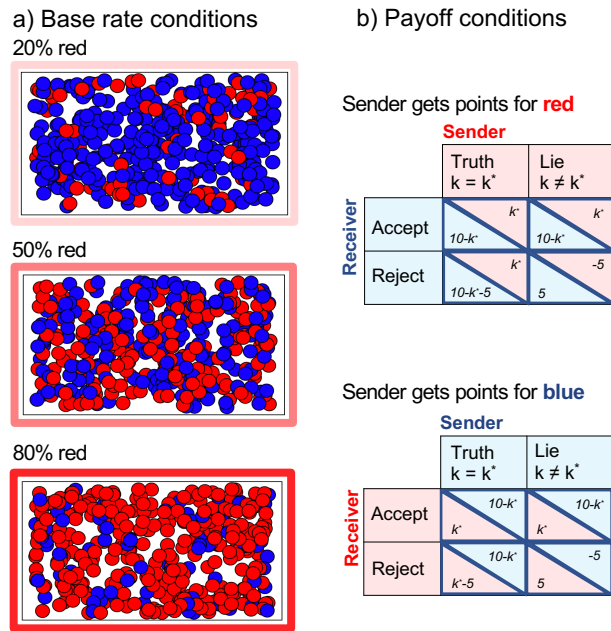 a) Base rate conditions
20% red
50% red
80% red
b) Payoff conditions
Sender gets points for red
Sender
Truth
k = k*
Lie
k ≠ k*
Receiver
Accept
k*
10-k*
k*
10-k*
Reject
k*
10-k*-5
-5
5
Sender gets points for blue
Sender
Truth
k = k*
Lie
k ≠ k*
Receiver
Accept
10-k*
k*
10-k*
k*
Reject
10-k*
k*-5
-5
5